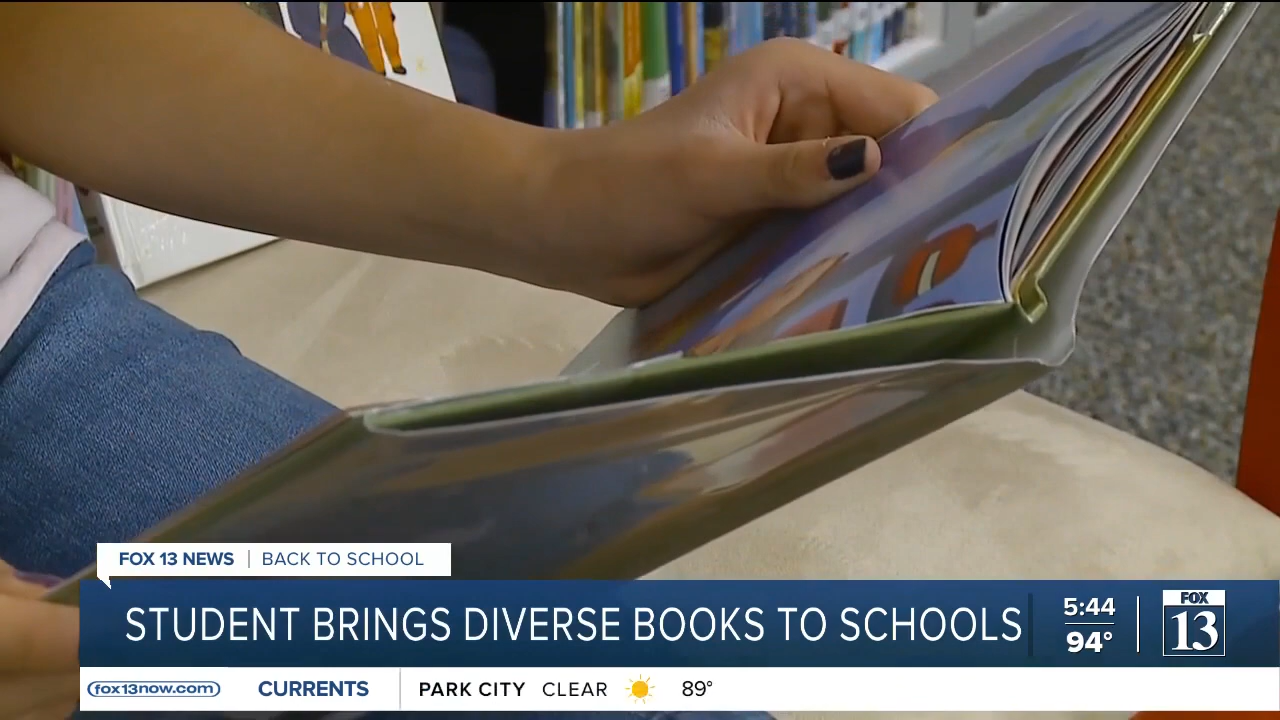 FOX 13 NEWS | BACK TO SCHOOL
STUDENT BRINGS DIVERSE BOOKS TO SCHOOLS
5:44
94°
FOX
13
fox13now.com CURRENTS PARK CITY CLEAR 89°